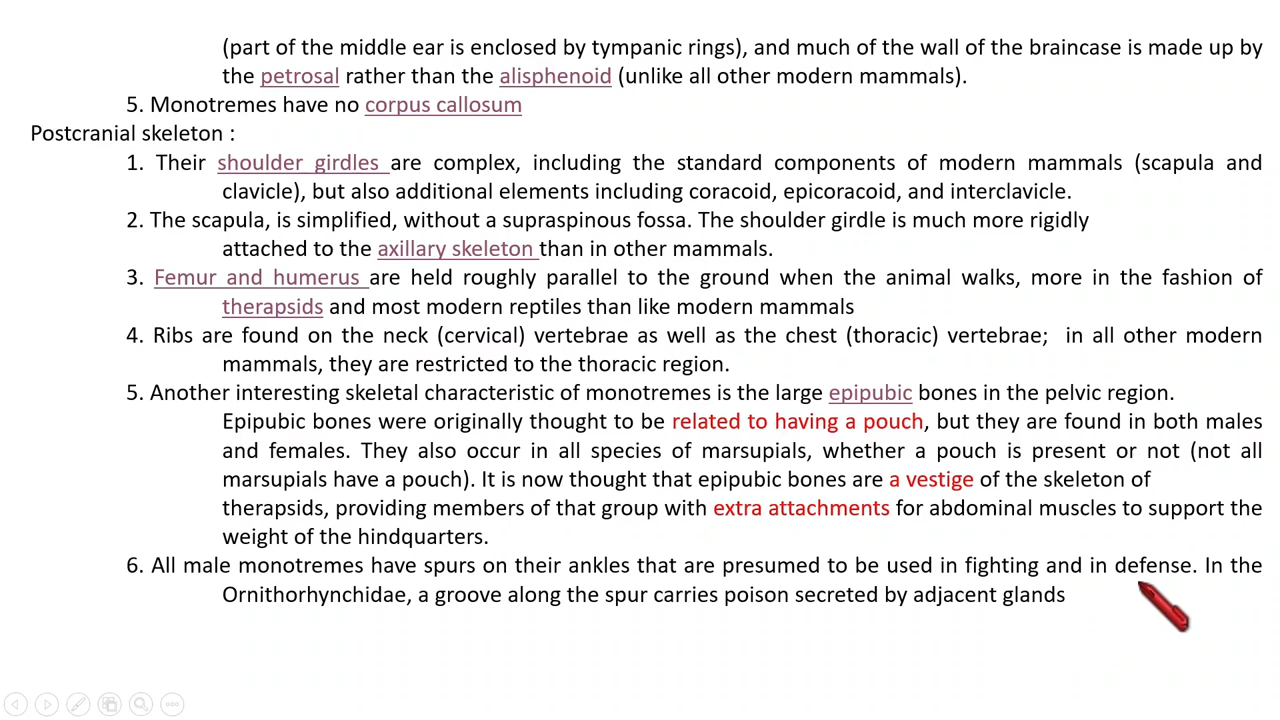 (part of the middle ear is enclosed by tympanic rings), and much of the wall of the braincase is made up by
the petrosal rather than the alisphenoid (unlike all other modern mammals).
5. Monotremes have no corpus callosum
Postcranial skeleton :
1. Their shoulder girdles are complex, including the standard components of modern mammals (scapula and
clavicle), but also additional elements including coracoid, epicoracoid, and interclavicle.
2. The scapula, is simplified, without a supraspinous fossa. The shoulder girdle is much more rigidly
attached to the axillary skeleton than in other mammals.
3. Femur and humerus are held roughly parallel to the ground when the animal walks, more in the fashion of
therapsids and most modern reptiles than like modern mammals
4. Ribs are found on the neck (cervical) vertebrae as well as the chest (thoracic) vertebrae; in all other modern
mammals, they are restricted to the thoracic region.
5. Another interesting skeletal characteristic of monotremes is the large epipubic bones in the pelvic region.
Epipubic bones were originally thought to be related to having a pouch, but they are found in both males
and females. They also occur in all species of marsupials, whether a pouch is present or not (not all
marsupials have a pouch). It is now thought that epipubic bones are a vestige of the skeleton of
therapsids, providing members of that group with extra attachments for abdominal muscles to support the
weight of the hindquarters.
6. All male monotremes have spurs on their ankles that are presumed to be used in fighting and in defense. In the
Ornithorhynchidae, a groove along the spur carries poison secreted by adjacent glands